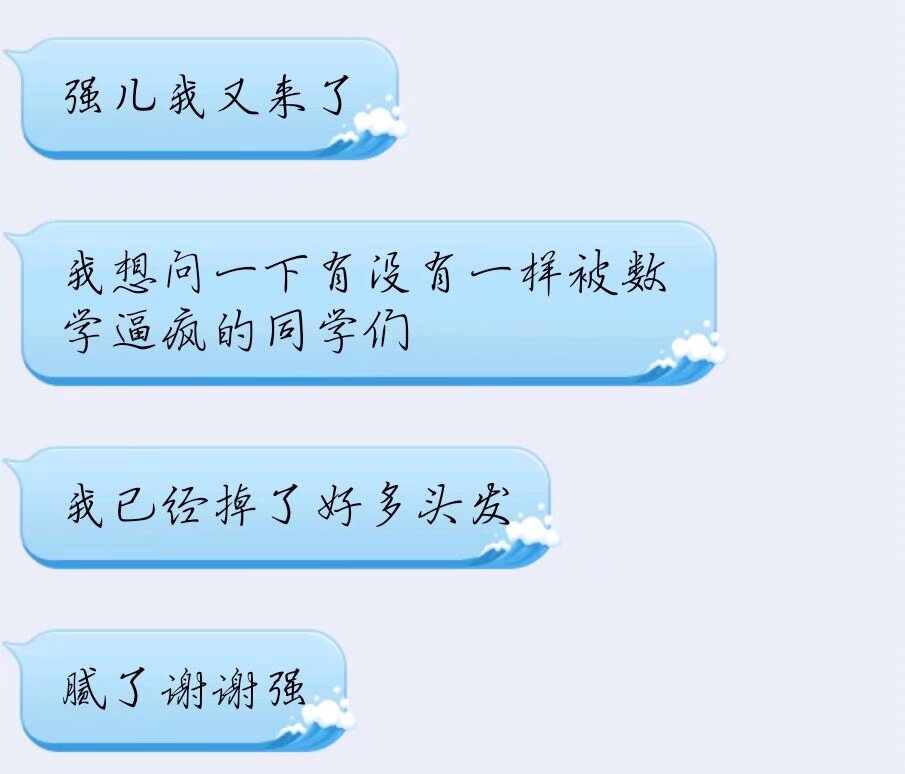 强儿我又来了
我想问一下有没有一样被数
学逼疯的同学们
我已经掉了好多头发
腻了谢谢强